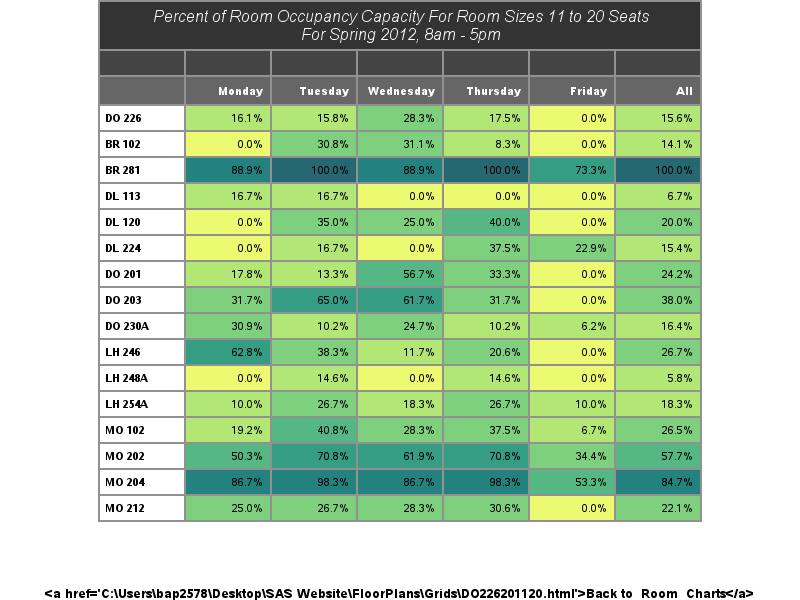 Percent of Room Occupancy Capacity For Room Sizes 11 to 20 Seats
For Spring 2012, 8am - 5pm
Monday Tuesday Wednesday Thursday Friday All
DO 226 16.1% 15.8% 28.3% 17.5% 0.0% 15.6%
BR 102 0.0% 30.8% 31.1% 8.3% 0.0% 14.1%
BR 281 88.9% 100.0% 88.9% 100.0% 73.3% 100.0%
DL 113 16.7% 16.7% 0.0% 0.0% 0.0% 6.7%
DL 120 0.0% 35.0% 25.0% 40.0% 0.0% 20.0%
DL 224 0.0% 16.7% 0.0% 37.5% 22.9% 15.4%
DO 201 17.8% 13.3% 56.7% 33.3% 0.0% 24.2%
DO 203 31.7% 65.0% 61.7% 31.7% 0.0% 38.0%
DO 230A 30.9% 10.2% 24.7% 10.2% 6.2% 16.4%
LH 246 62.8% 38.3% 11.7% 20.6% 0.0% 26.7%
LH 248A 0.0% 14.6% 0.0% 14.6% 0.0% 5.8%
LH 254A 10.0% 26.7% 18.3% 26.7% 10.0% 18.3%
MO 102 19.2% 40.8% 28.3% 37.5% 6.7% 26.5%
MO 202 50.3% 70.8% 61.9% 70.8% 34.4% 57.7%
MO 204 86.7% 98.3% 86.7% 98.3% 53.3% 84.7%
MO 212 25.0% 26.7% 28.3% 30.6% 0.0% 22.1%
<a href='C:\Users\bap2578\Desktop\SAS Website\FloorPlans\Grids\DO226201120.html'>Back to Room Charts</a>